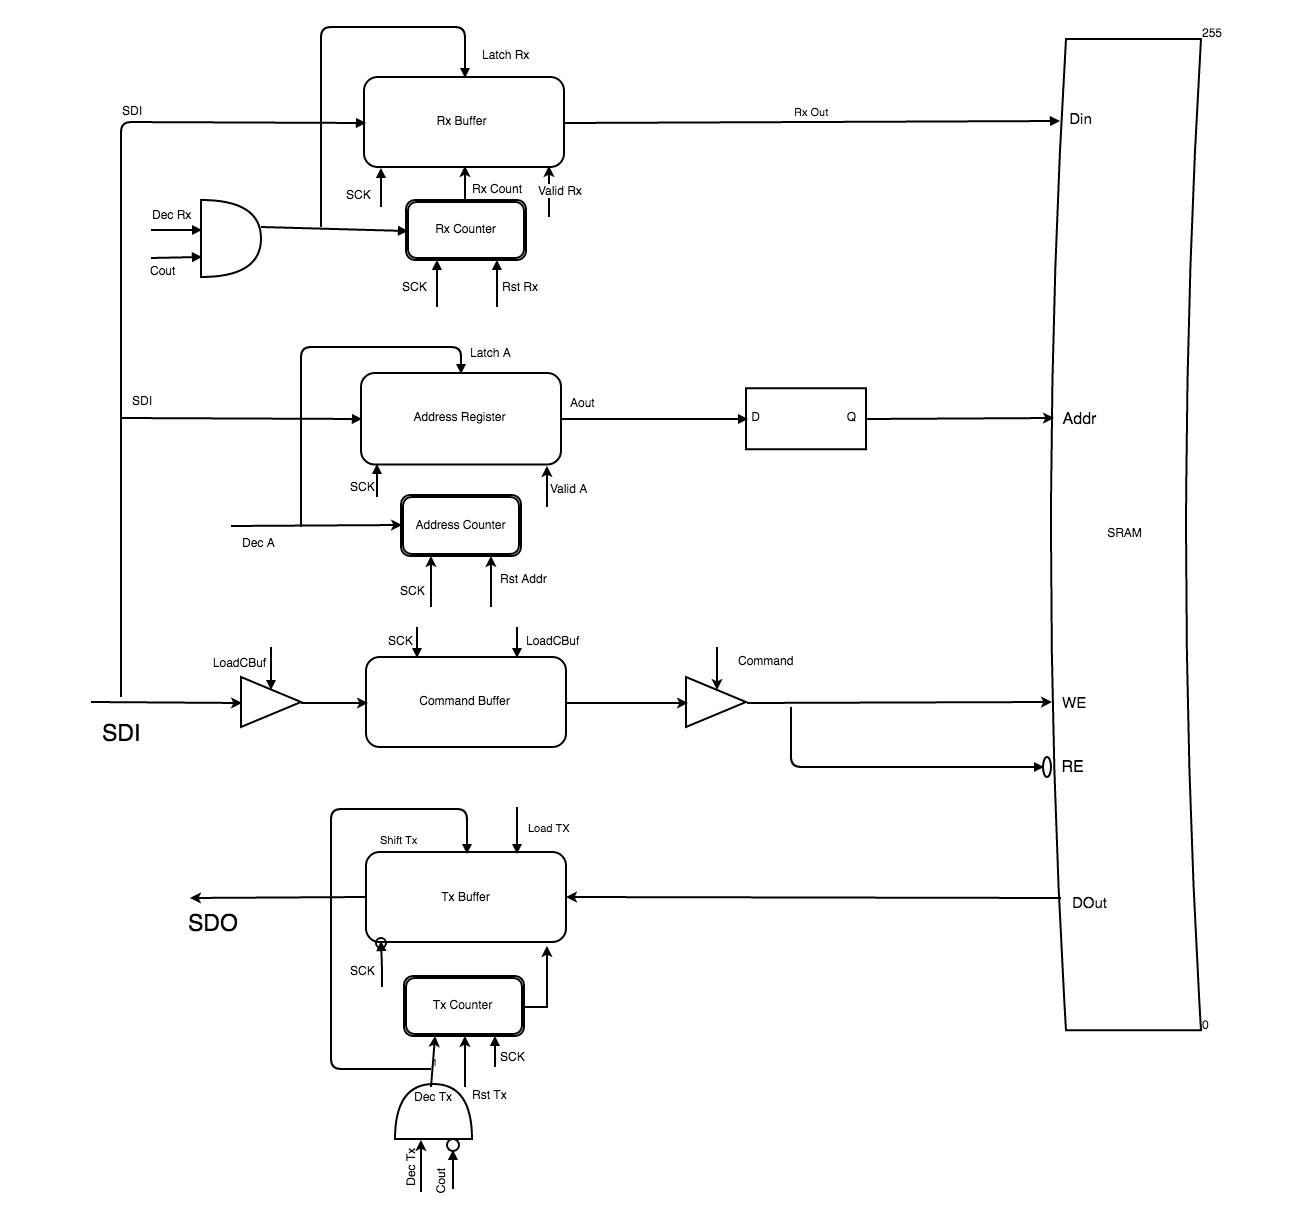 255
Latch Rx
SDI
Rx Buffer
Rx Out
Din
SCK
Rx Count
Valid Rx
Dec Rx
Rx Counter
Cout
SCK
Rst Rx
Latch A
SDI
Address Register
Aout
D
Q
Addr
SCK
Valid A
Address Counter
Dec A
SRAM
SCK
Rst Addr
SCK
LoadCBuf
LoadCBuf
Command
Command Buffer
WE
SDI
RE
Load TX
Shift Tx
Tx Buffer
DOut
SDO
SCK
Tx Counter
0
SCK
Dec Tx
Rst Tx
Dec Tx
Cout